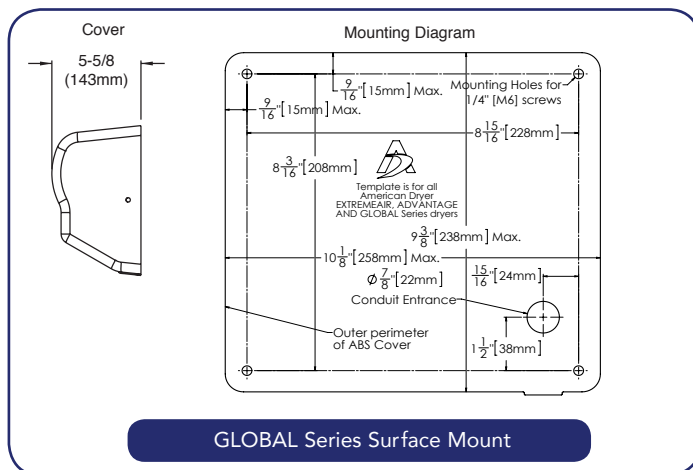 Cover
5-5/8
(143mm)
Mounting Diagram
9/16"[15mm] Max.
9/16"[15mm] Max.
Mounting Holes for
1/4" [M6] screws
8 15/16"[228mm]
8 3/16"[208mm]
Template is for all
American Dryer
EXTREMEAIR, ADVANTAGE
AND GLOBAL Series dryers
9 3/8"[238mm] Max.
10 1/8"[258mm] Max.
Ø 7/8"[22mm]
15/16"[24mm]
Conduit Entrance
Outer perimeter
of ABS Cover
1 1/2"[38mm]
GLOBAL Series Surface Mount